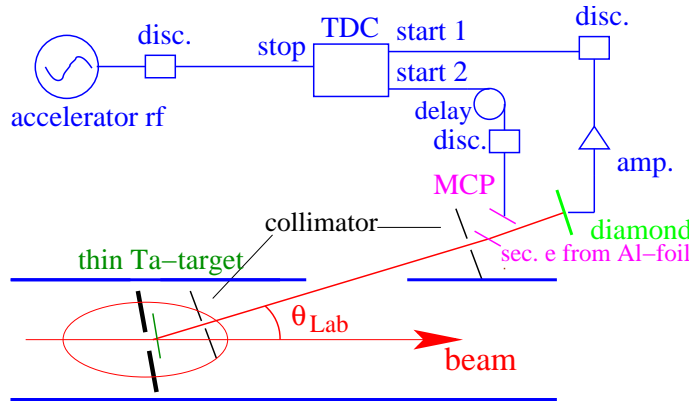 disc.
TDC
disc.
stop
start 1
start 2
accelerator rf
delay
disc.
amp.
MCP
collimator
diamond
sec. e from Al−foil
thin Ta−target
θLab
beam